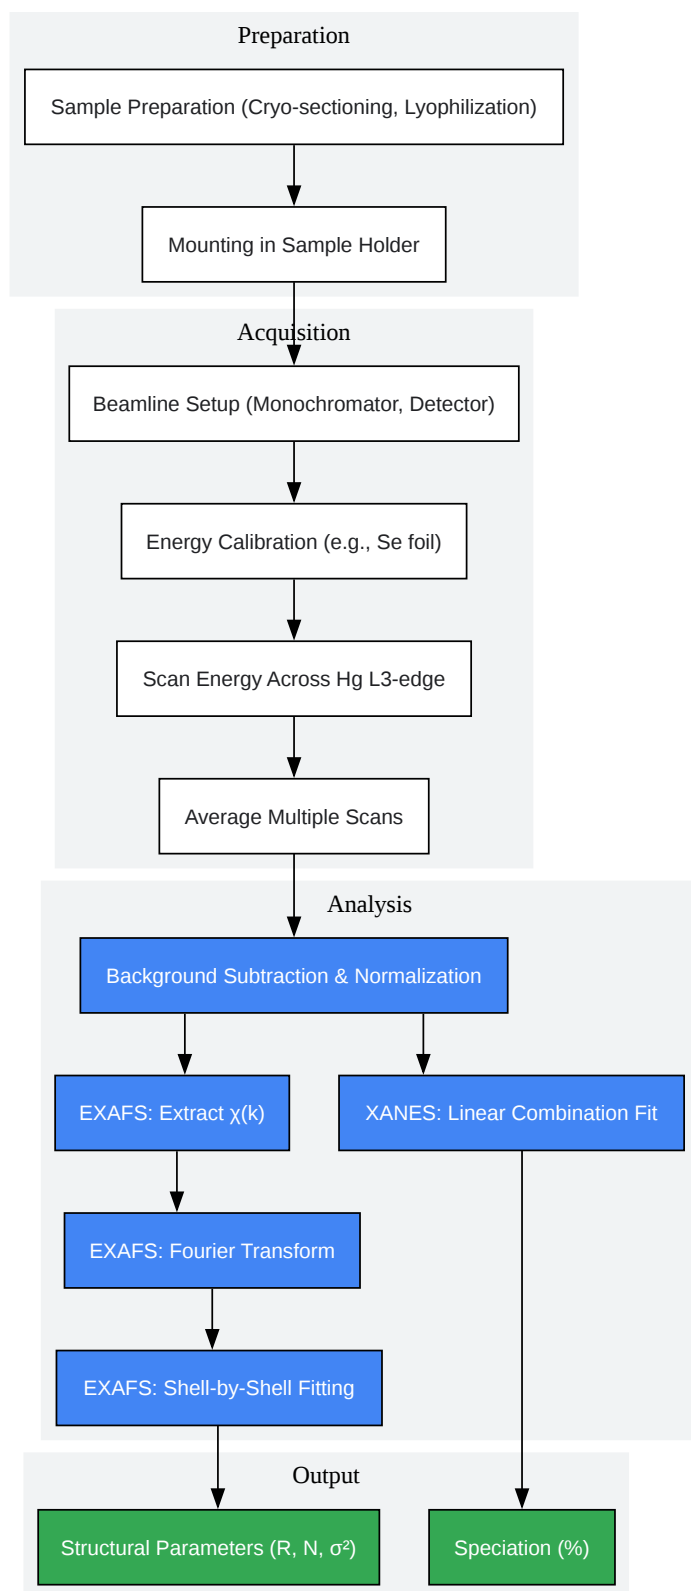 Preparation
Sample Preparation (Cryo-sectioning, Lyophilization)
Mounting in Sample Holder
Acquisition
Beamline Setup (Monochromator, Detector)
Energy Calibration (e.g., Se foil)
Scan Energy Across Hg L3-edge
Average Multiple Scans
Analysis
Background Subtraction & Normalization
EXAFS: Extract χ(k)
XANES: Linear Combination Fit
EXAFS: Fourier Transform
EXAFS: Shell-by-Shell Fitting
Output
Structural Parameters (R, N, σ²)
Speciation (%)